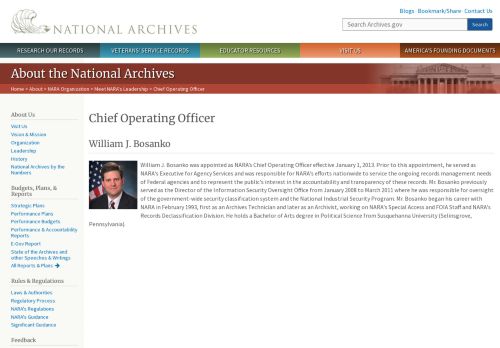 NATIONAL ARCHIVES
Blogs · Bookmark/Share · Contact Us
Search Archives.gov
Search
RESEARCH OUR RECORDS
VETERANS' SERVICE RECORDS
EDUCATOR RESOURCES
VISIT US
AMERICA'S FOUNDING DOCUMENTS
About the National Archives
Home > About > NARA Organization > Meet NARA's Leadership > Chief Operating Officer
About Us
Visit Us
Vision & Mission
Organization
Leadership
History
National Archives by the
Numbers
Budgets, Plans, &
Reports
Strategic Plans
Performance Plans
Performance Budgets
Performance & Accountability
Reports
E-Gov Report
State of the Archives and
other Speeches & Writings
All Reports & Plans
Rules & Regulations
Laws & Authorities
Regulatory Process
NARA's Regulations
NARA's Guidance
Significant Guidance
Feedback
Chief Operating Officer
William J. Bosanko
William J. Bosanko was appointed as NARA's Chief Operating Officer effective January 1, 2013. Prior to this appointment, he served as
NARA's Executive for Agency Services and was responsible for NARA's efforts nationwide to service the ongoing records management needs
of Federal agencies and to represent the public's interest in the accountability and transparency of these records. Mr. Bosanko previously
served as the Director of the Information Security Oversight Office from January 2008 to March 2011 where he was responsible for oversight
of the government-wide security classification system and the National Industrial Security Program. Mr. Bosanko began his career with
NARA in February 1993, first as an Archives Technician and later as an Archivist, working on NARA's Special Access and FOIA Staff and NARA's
Records Declassification Division. He holds a Bachelor of Arts degree in Political Science from Susquehanna University (Selinsgrove,
Pennsylvania).